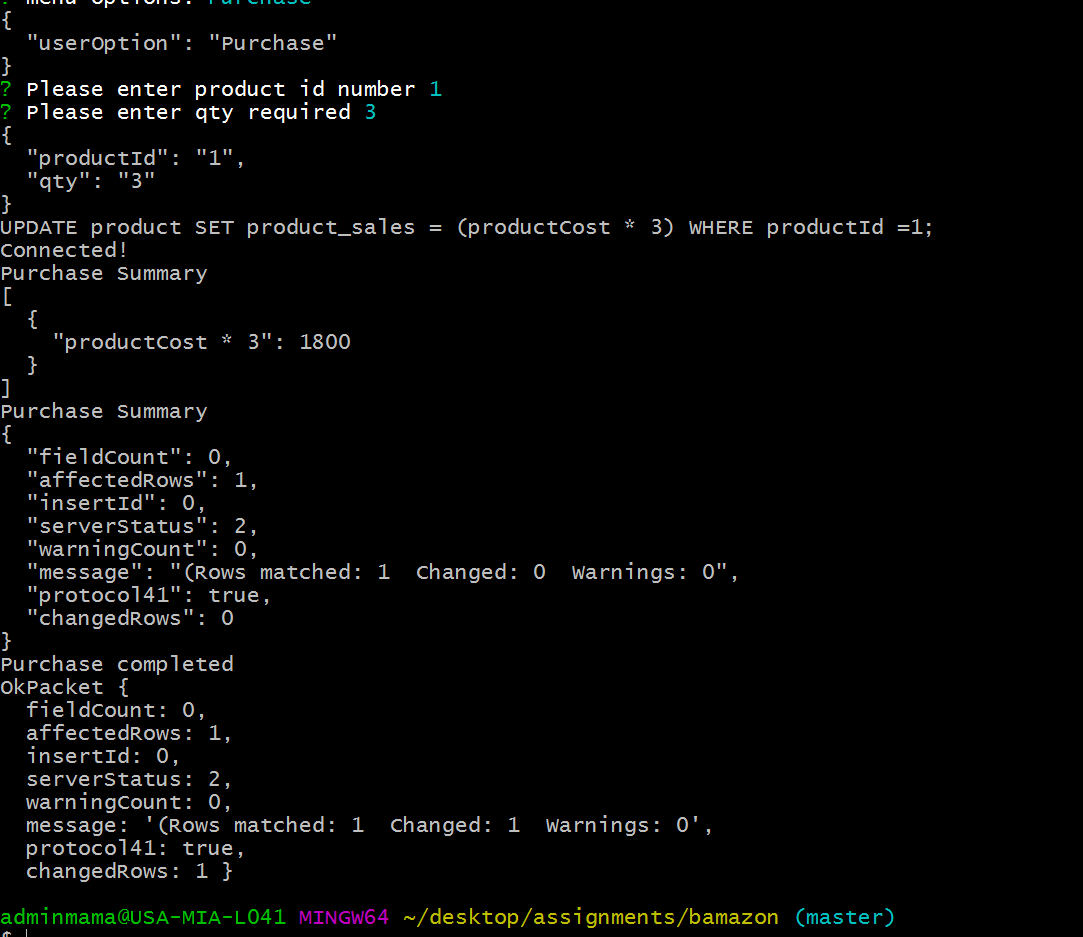 ? menu options: Purchase
{
  "userOption": "Purchase"
}
? Please enter product id number 1
? Please enter qty required 3
{
  "productId": "1",
  "qty": "3"
}
UPDATE product SET product_sales = (productCost * 3) WHERE productId =1;
Connected!
Purchase Summary
[
  {
    "productCost * 3": 1800
  }
]
Purchase Summary
{
  "fieldCount": 0,
  "affectedRows": 1,
  "insertId": 0,
  "serverStatus": 2,
  "warningCount": 0,
  "message": "(Rows matched: 1  Changed: 0  Warnings: 0",
  "protocol41": true,
  "changedRows": 0
}
Purchase completed
OkPacket {
  fieldCount: 0,
  affectedRows: 1,
  insertId: 0,
  serverStatus: 2,
  warningCount: 0,
  message: '(Rows matched: 1  Changed: 1  Warnings: 0',
  protocol41: true,
  changedRows: 1 }
adminmama@USA-MIA-L041 MINGW64 ~/desktop/assignments/bamazon (master)
$